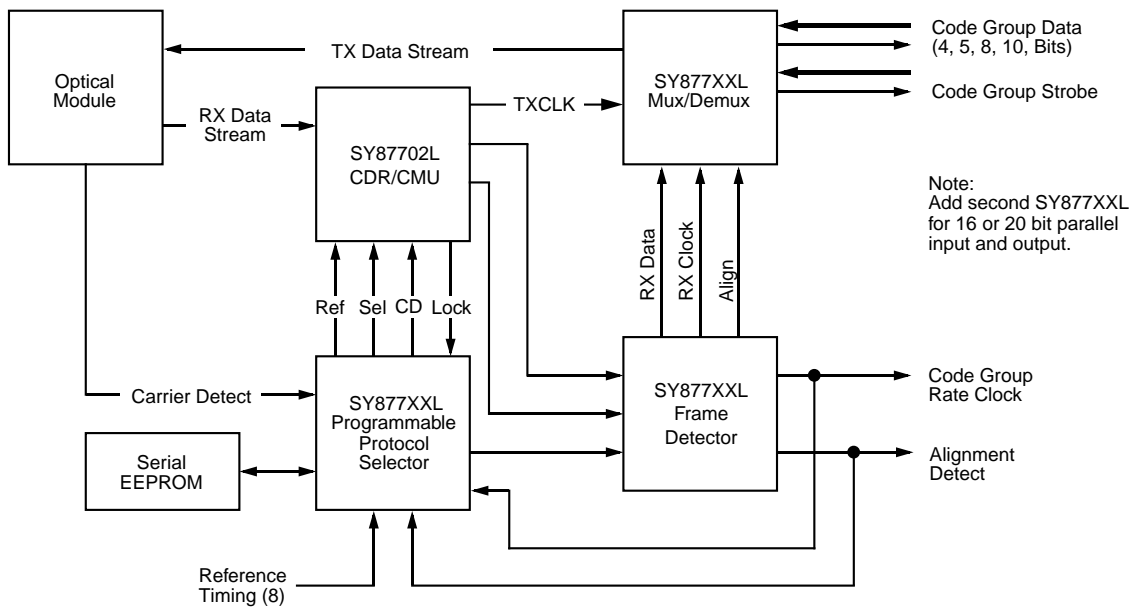 Optical
Module
TX Data Stream
SY877XXL
Mux/Demux
Code Group Data
(4, 5, 8, 10, Bits)
Code Group Strobe
RX Data
Stream
TXCLK
SY87702L
CDR/CMU
Note:
Add second SY877XXL
for 16 or 20 bit parallel
input and output.
RX Data
RX Clock
Align
Ref
Sel
CD
Lock
Carrier Detect
SY877XXL
Programmable
Protocol
Selector
SY877XXL
Frame
Detector
Code Group
Rate Clock
Serial
EEPROM
Alignment
Detect
Reference
Timing (8)